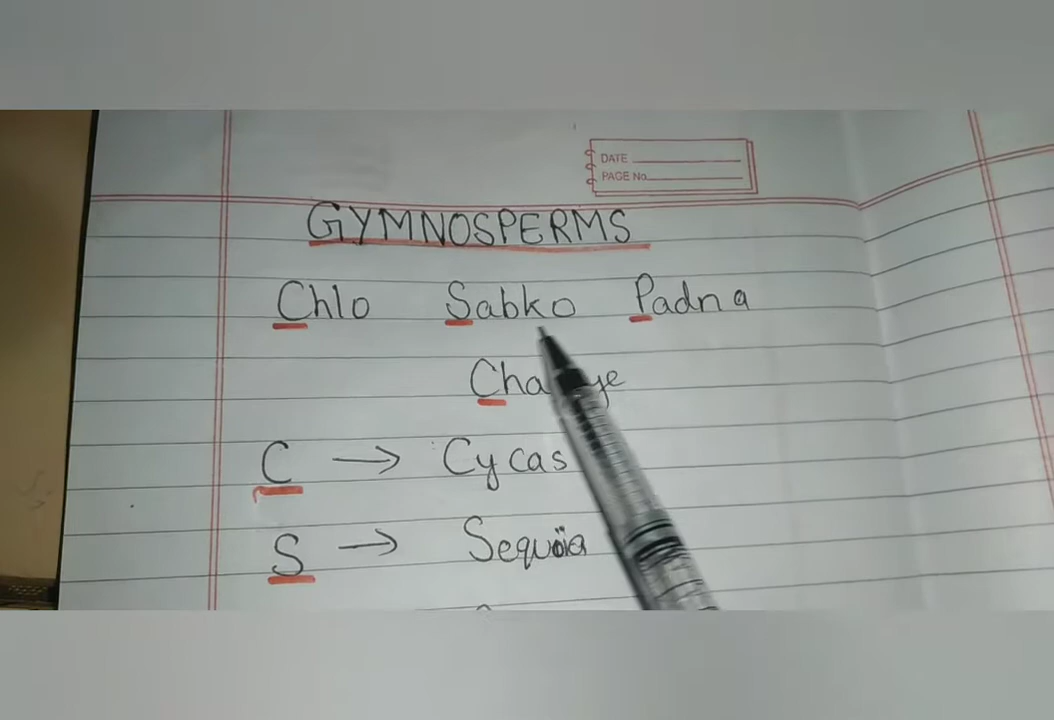 DATE
PAGE No.
GYMNOSPERMS
Chlo Sabko Padna
C → Cycas
S → Sequoia